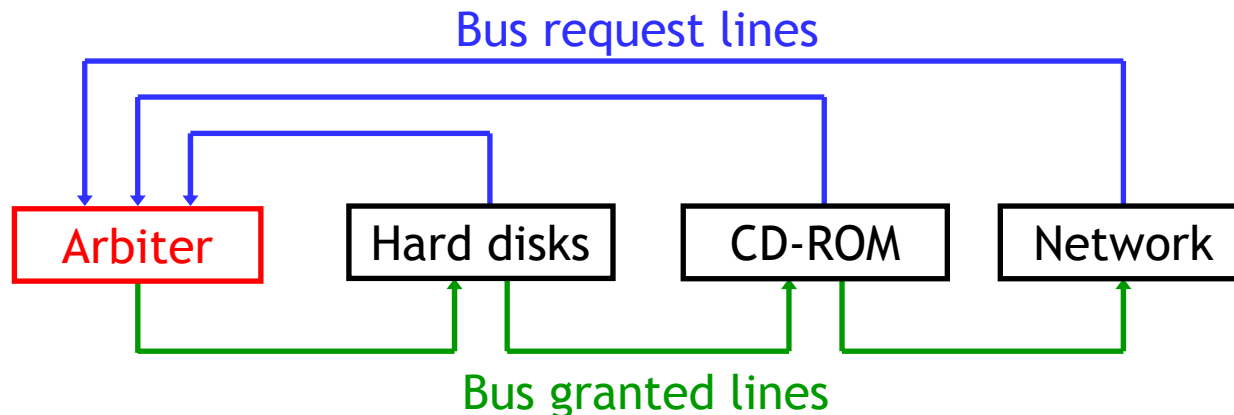 Bus request lines
Arbiter
Hard disks
CD-ROM
Network
Bus granted lines